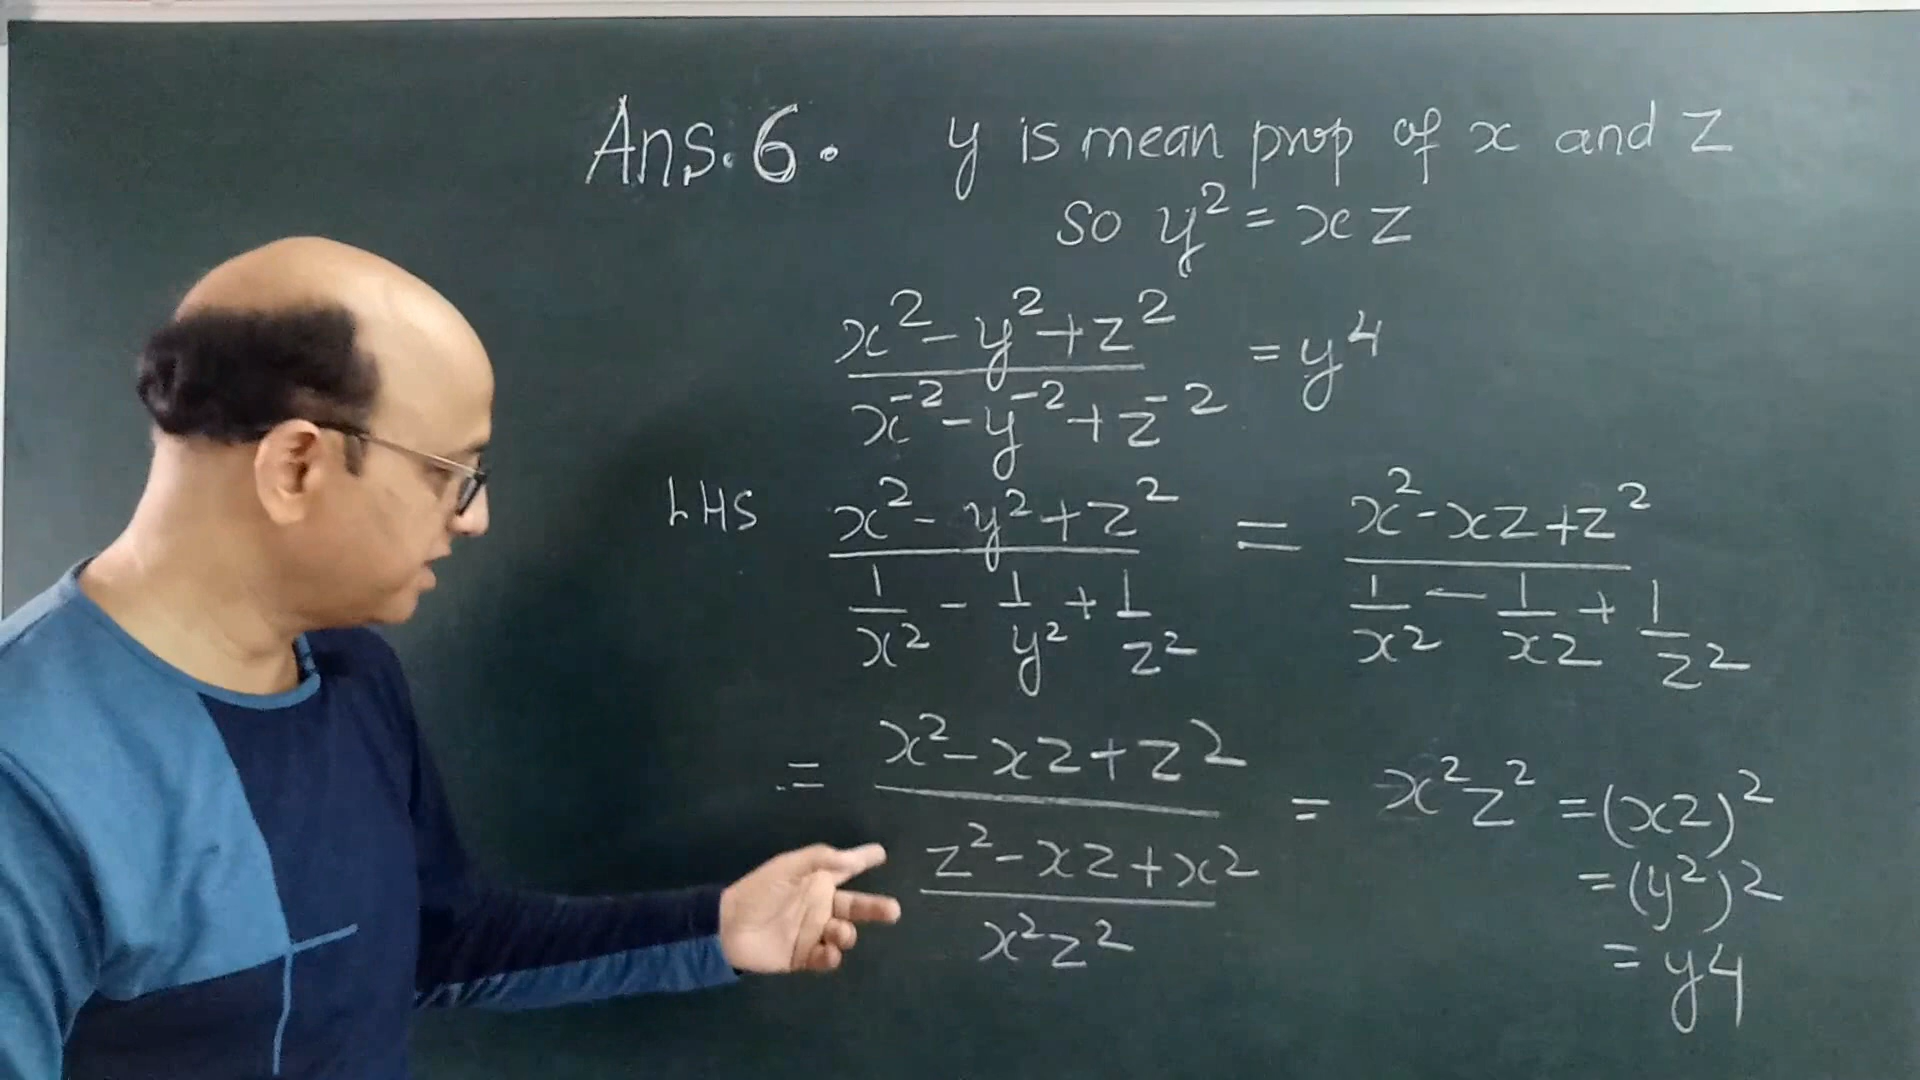 Ans. 6. y is mean prop of x and z
so y² = xz
x² - y² + z² / x⁻² - y⁻² + z⁻² = y⁴
LHS x² - y² + z² / 1/x² - 1/y² + 1/z² = x² - xz + z² / 1/x² - 1/xz + 1/z²
= x² - xz + z² / z² - xz + x² / x²z² = x²z² = (xz)²
= (y²)²
= y4